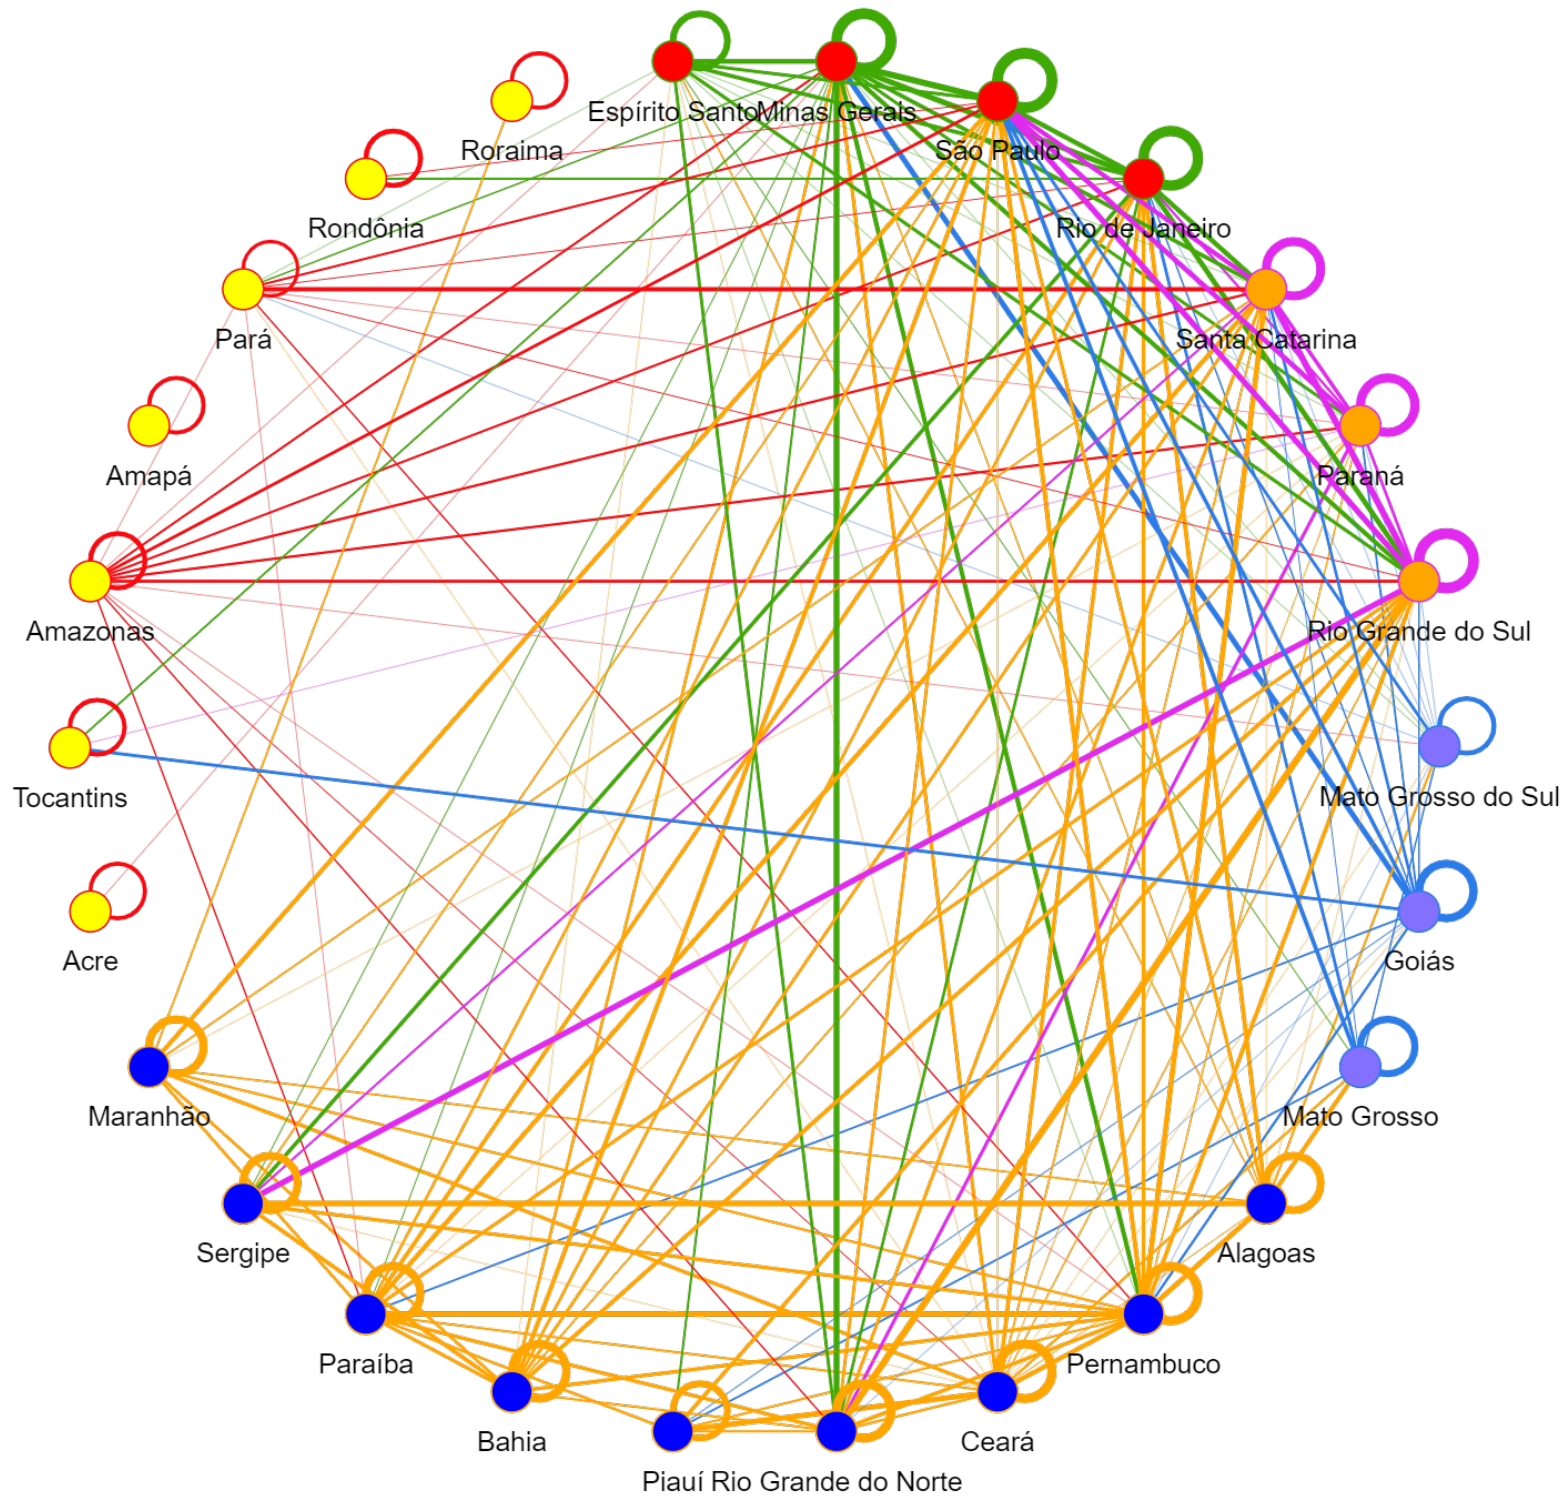 Espírito Santo
Minas Gerais
Roraima
São Paulo
Rondônia
Rio de Janeiro
Pará
Santa Catarina
Amapá
Paraná
Amazonas
Rio Grande do Sul
Tocantins
Mato Grosso do Sul
Acre
Goiás
Maranhão
Mato Grosso
Sergipe
Alagoas
Paraíba
Pernambuco
Bahia
Ceará
Piauí
Rio Grande do Norte